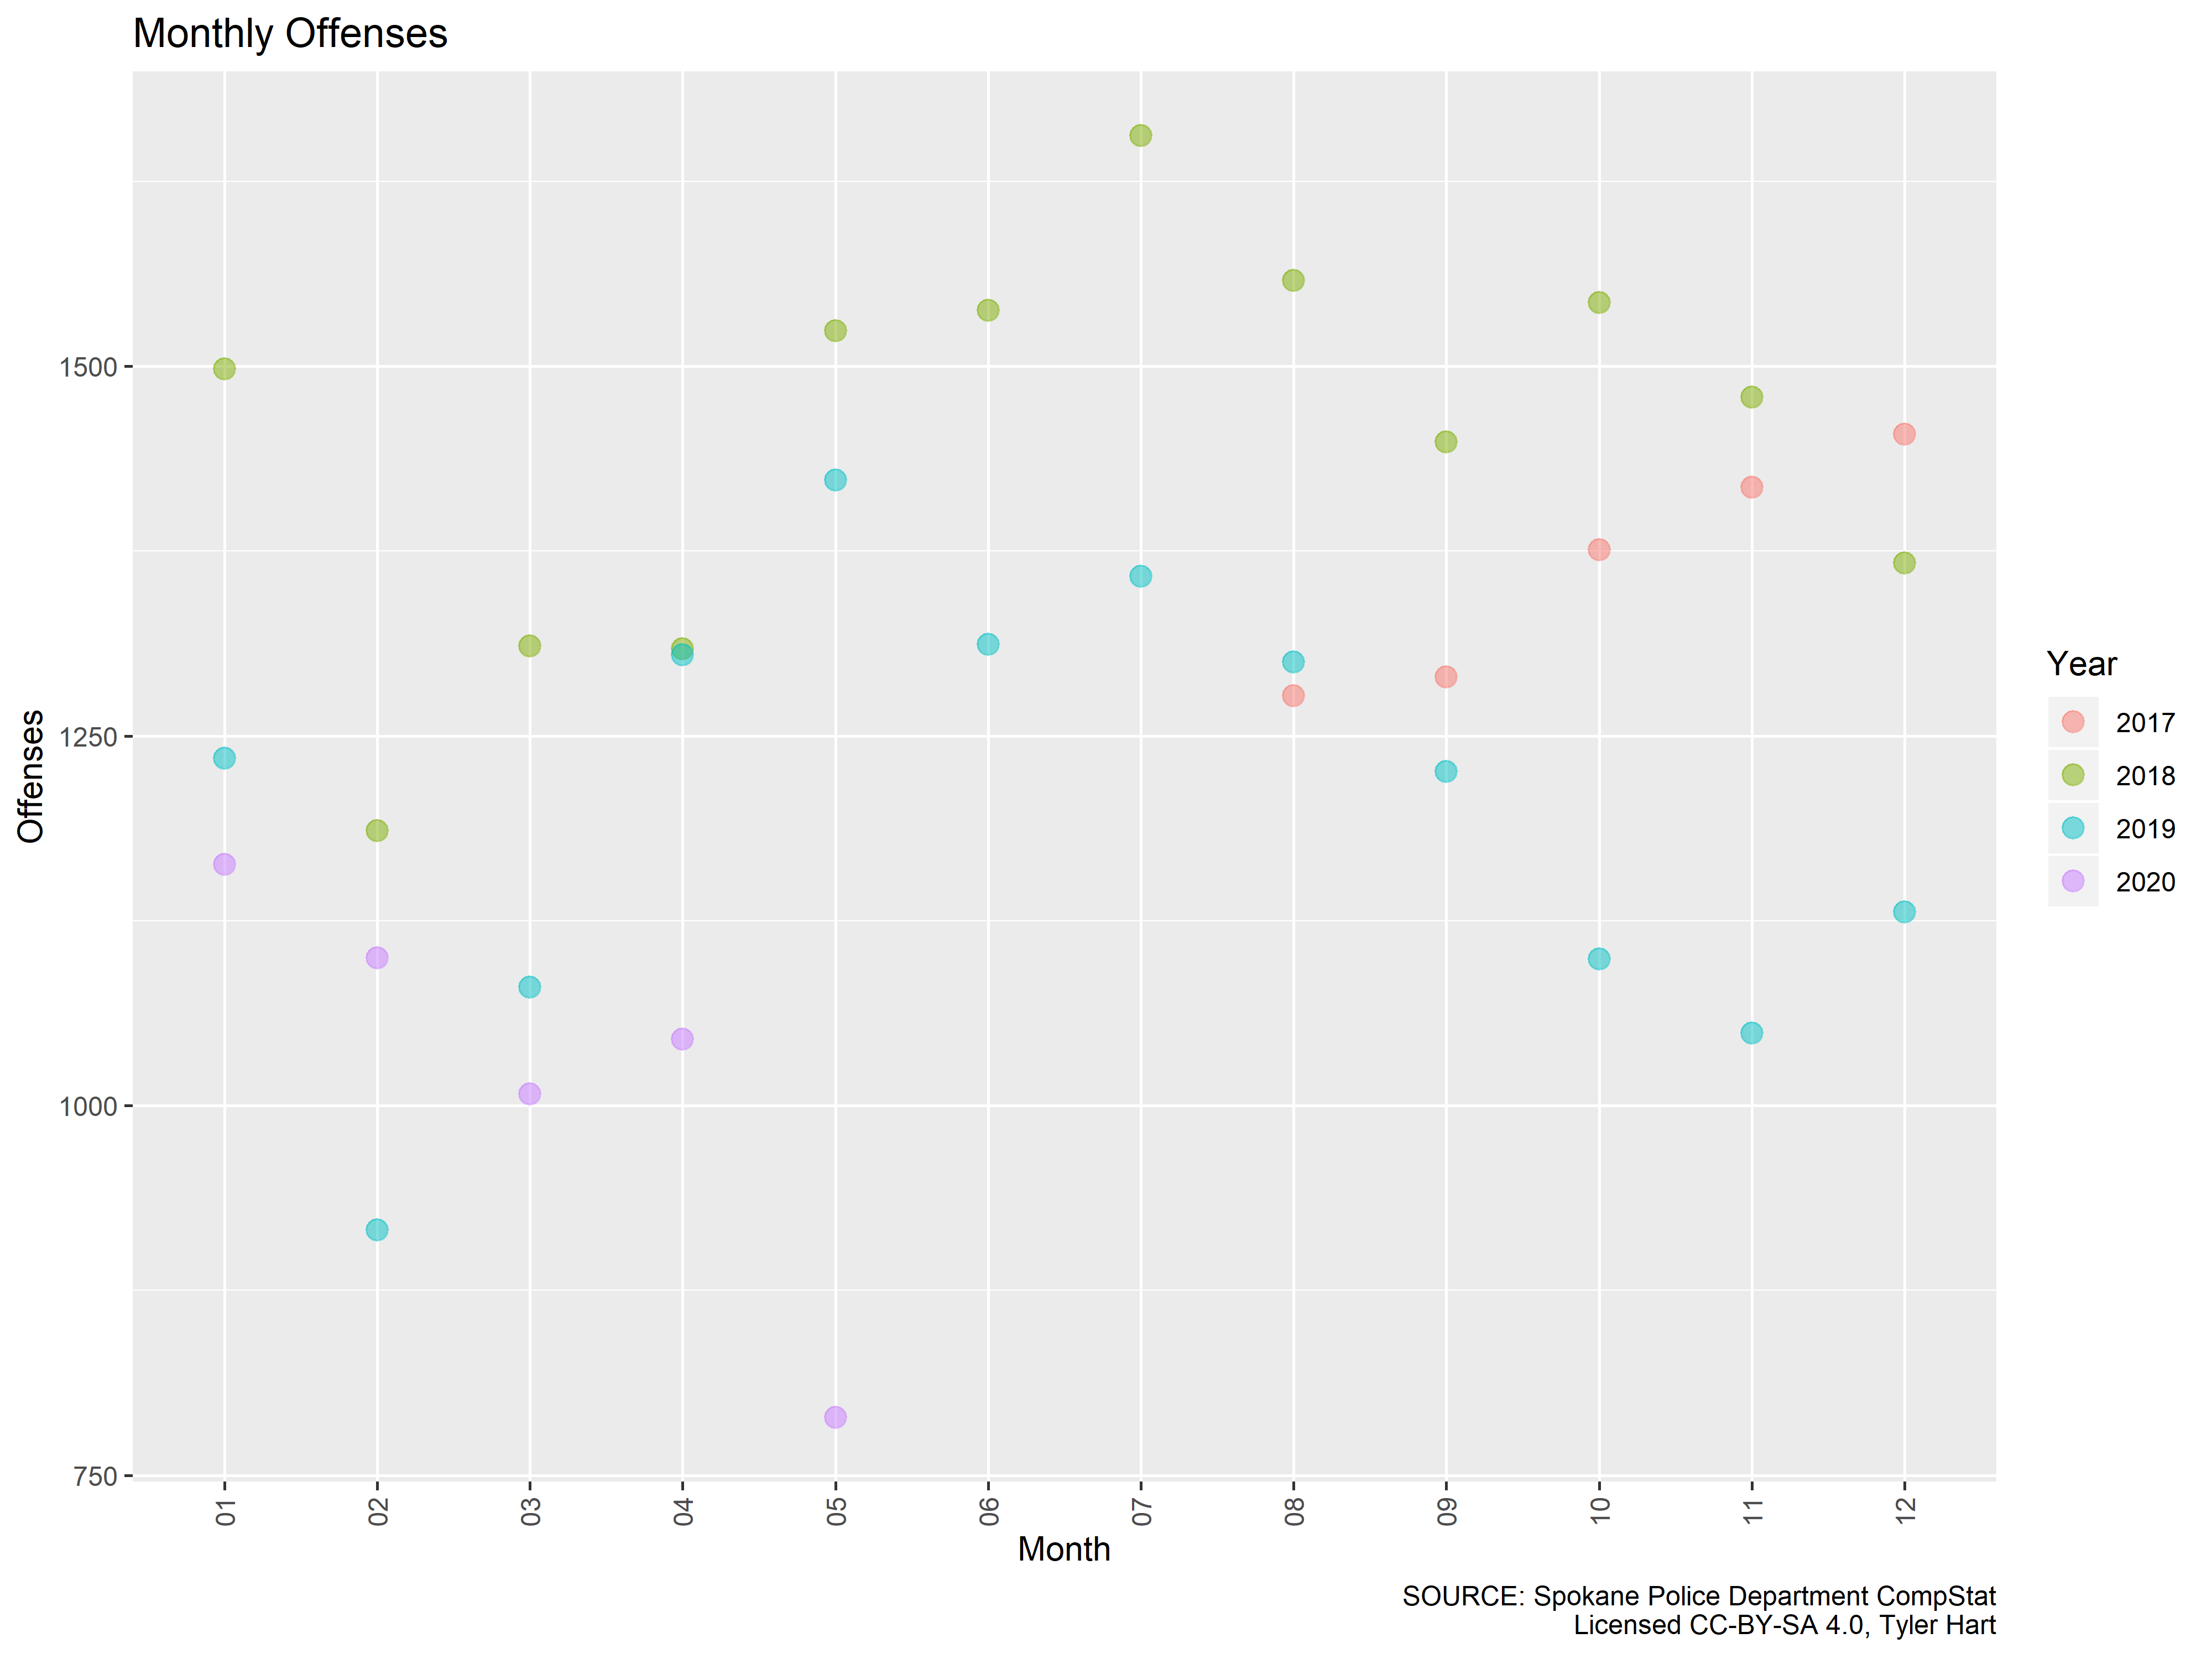 Monthly Offenses
Offenses
1500
1250
1000
750
01 02 03 04 05 06 07 08 09 10 11 12
Month
Year
2017
2018
2019
2020
SOURCE: Spokane Police Department CompStat
Licensed CC-BY-SA 4.0, Tyler Hart